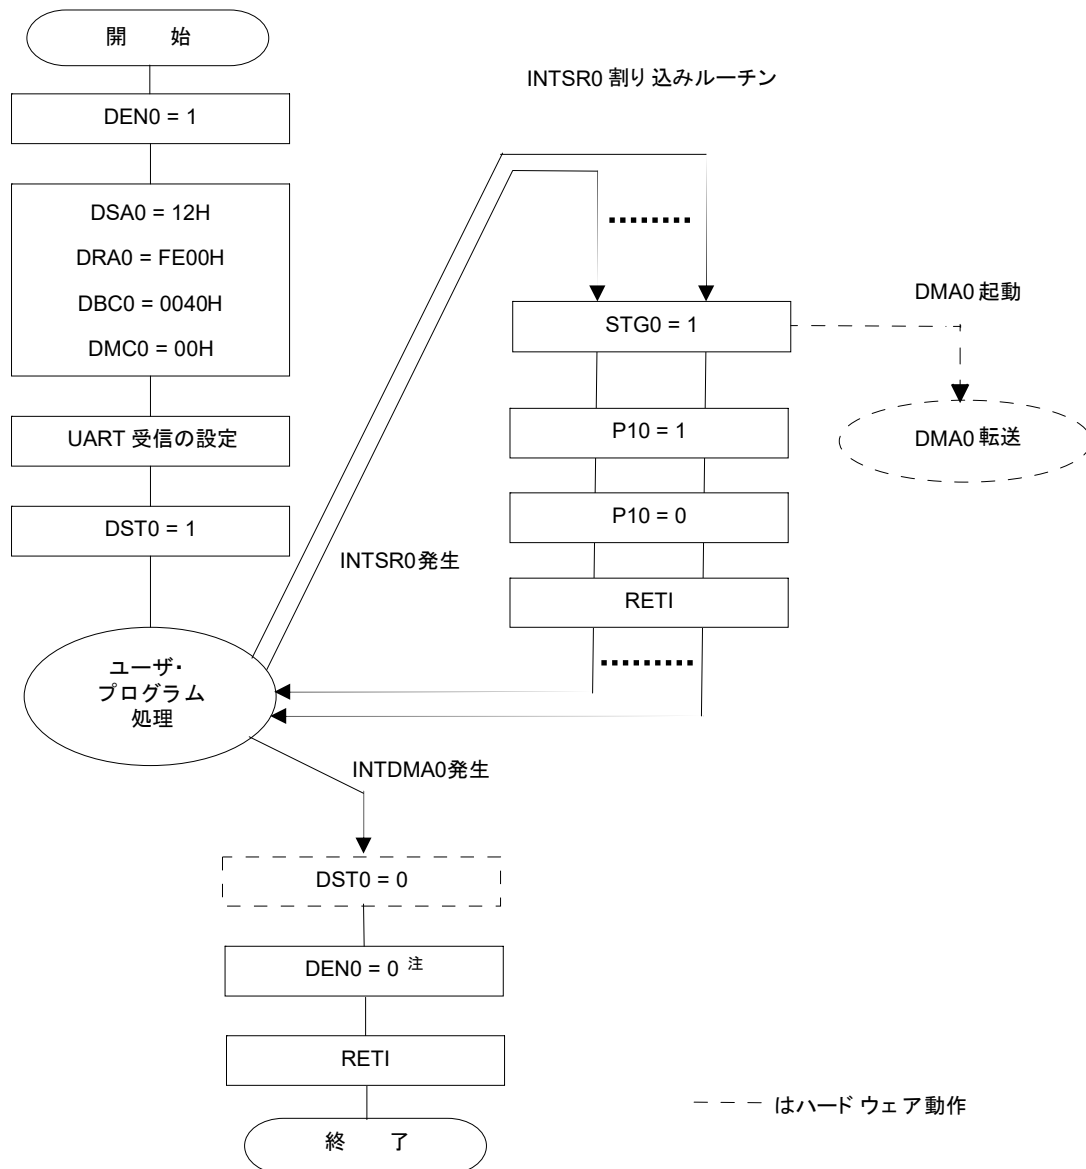 開 始
DEN0 = 1
DSA0 = 12H
DRA0 = FE00H
DBC0 = 0040H
DMC0 = 00H
UART 受信の設定
DST0 = 1
ユーザ・
プログラム
処理
INTSR0 割り込みルーチン
STG0 = 1
P10 = 1
P10 = 0
RETI
DMA0 起動
DMA0 転送
INTSR0発生
INTDMA0発生
DST0 = 0
DEN0 = 0 注
RETI
終 了
はハードウェア動作